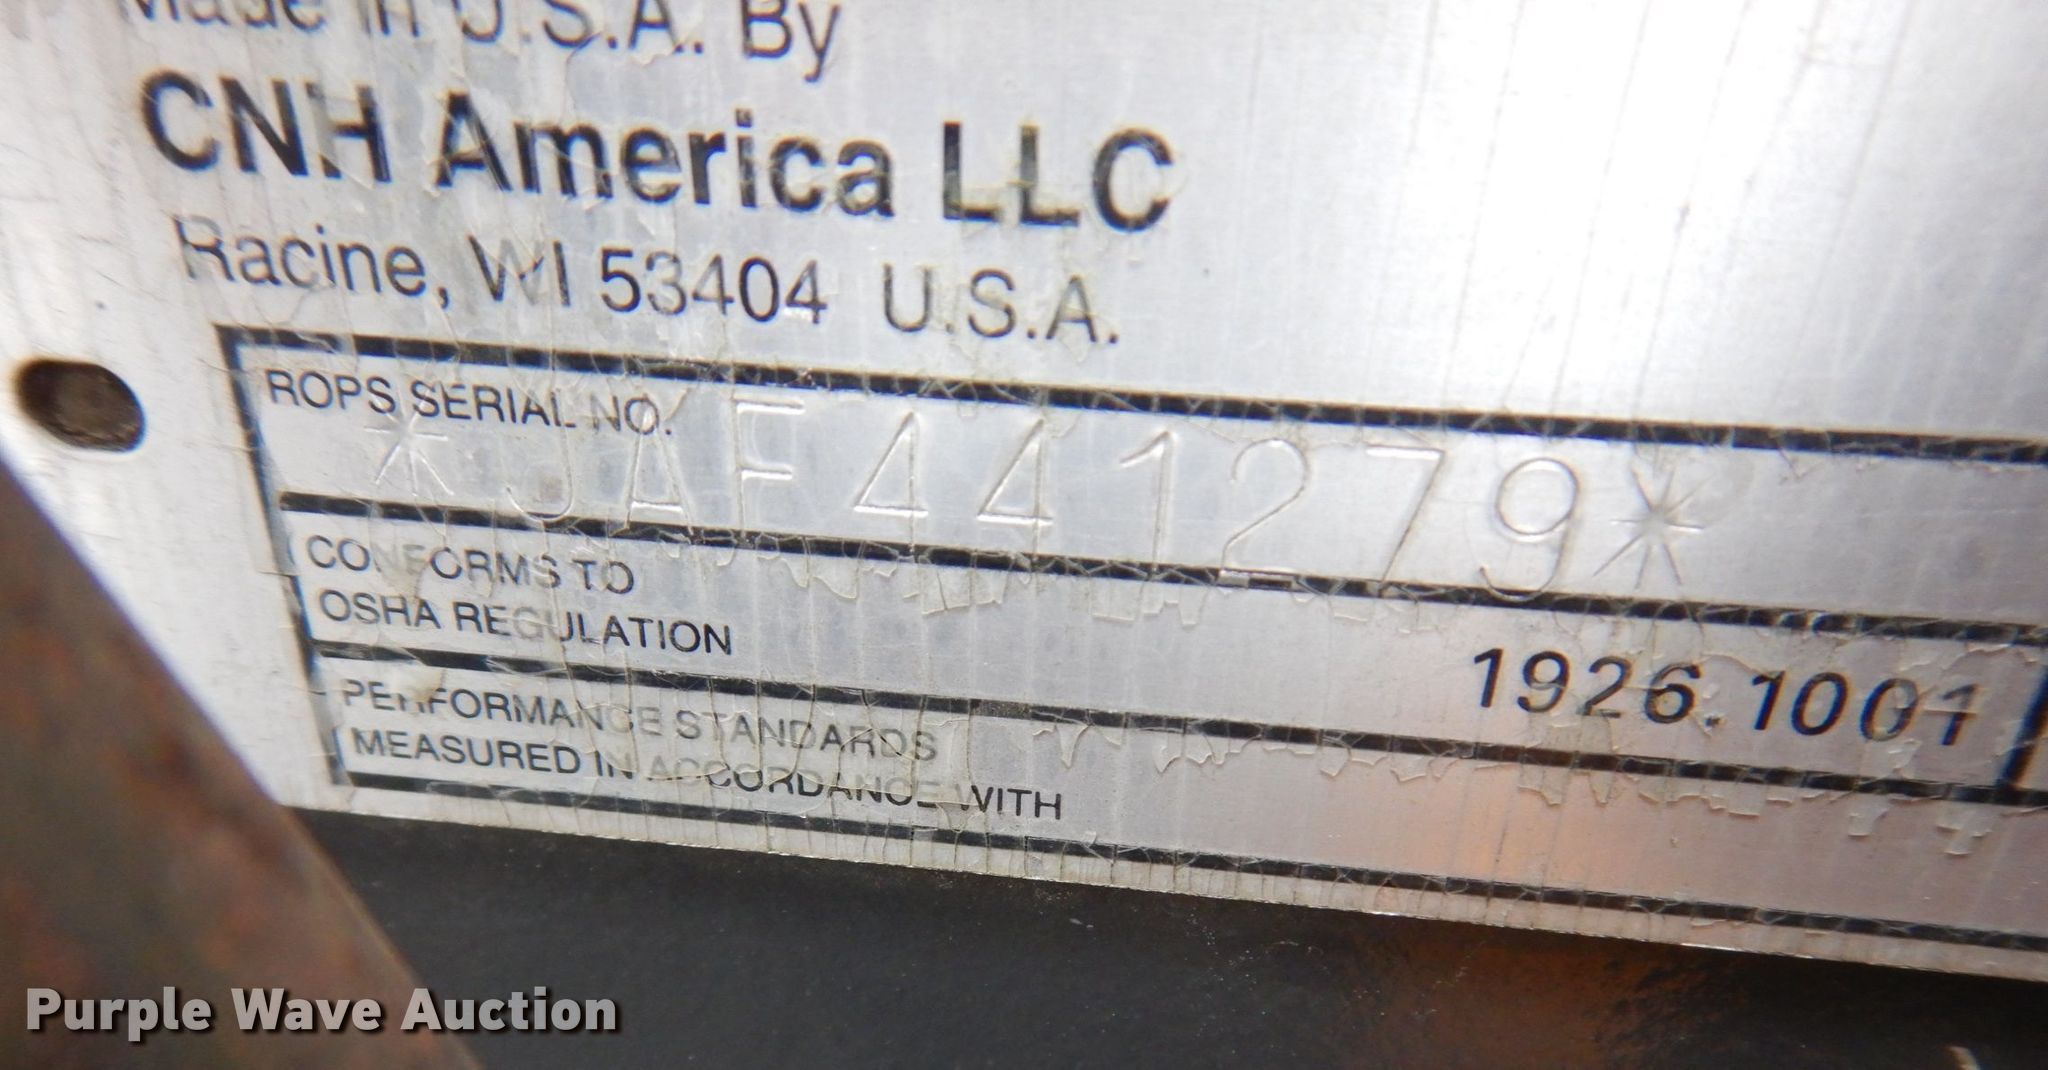 Made in U.S.A. By
CNH America LLC
Racine, WI 53404 U.S.A.
ROPS SERIAL NO.
*JAF441279*
CONFORMS TO
OSHA REGULATION
1926.1001
PERFORMANCE STANDARDS
MEASURED IN ACCORDANCE WITH
Purple Wave Auction